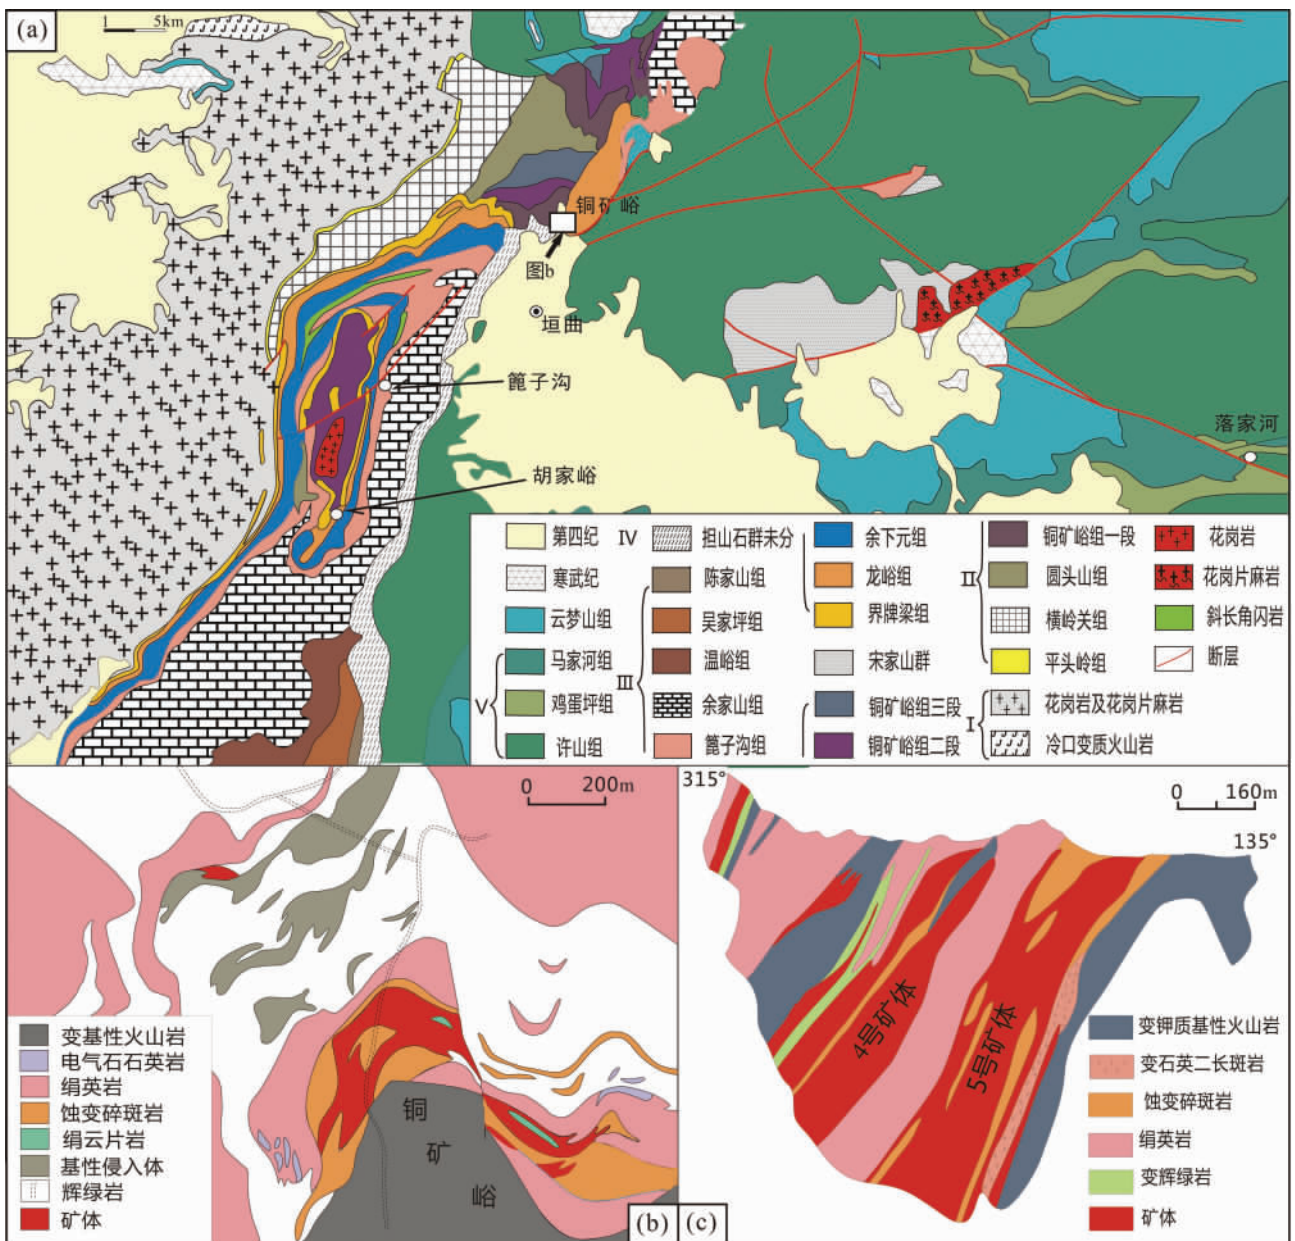 (a)
1 5km
铜矿峪
图b
垣曲
篦子沟
胡家峪
落家河
第四纪
寒武纪
云梦山组
V
马家河组
鸡蛋坪组
许山组
IV
担山石群未分
III
陈家山组
吴家坪组
温峪组
余家山组
篦子沟组
余下元组
龙峪组
界牌梁组
宋家山群
铜矿峪组三段
铜矿峪组二段
II
铜矿峪组一段
圆头山组
横岭关组
平头岭组
I
花岗岩及花岗片麻岩
冷口变质火山岩
花岗岩
花岗片麻岩
斜长角闪岩
断层
0 200m
铜
矿
峪
变基性火山岩
电气石石英岩
绢英岩
蚀变碎斑岩
绢云片岩
基性侵入体
辉绿岩
矿体
(b)
(c)
315°
0 160m
135°
4号矿体
5号矿体
变钾质基性火山岩
变石英二长斑岩
蚀变碎斑岩
绢英岩
变辉绿岩
矿体